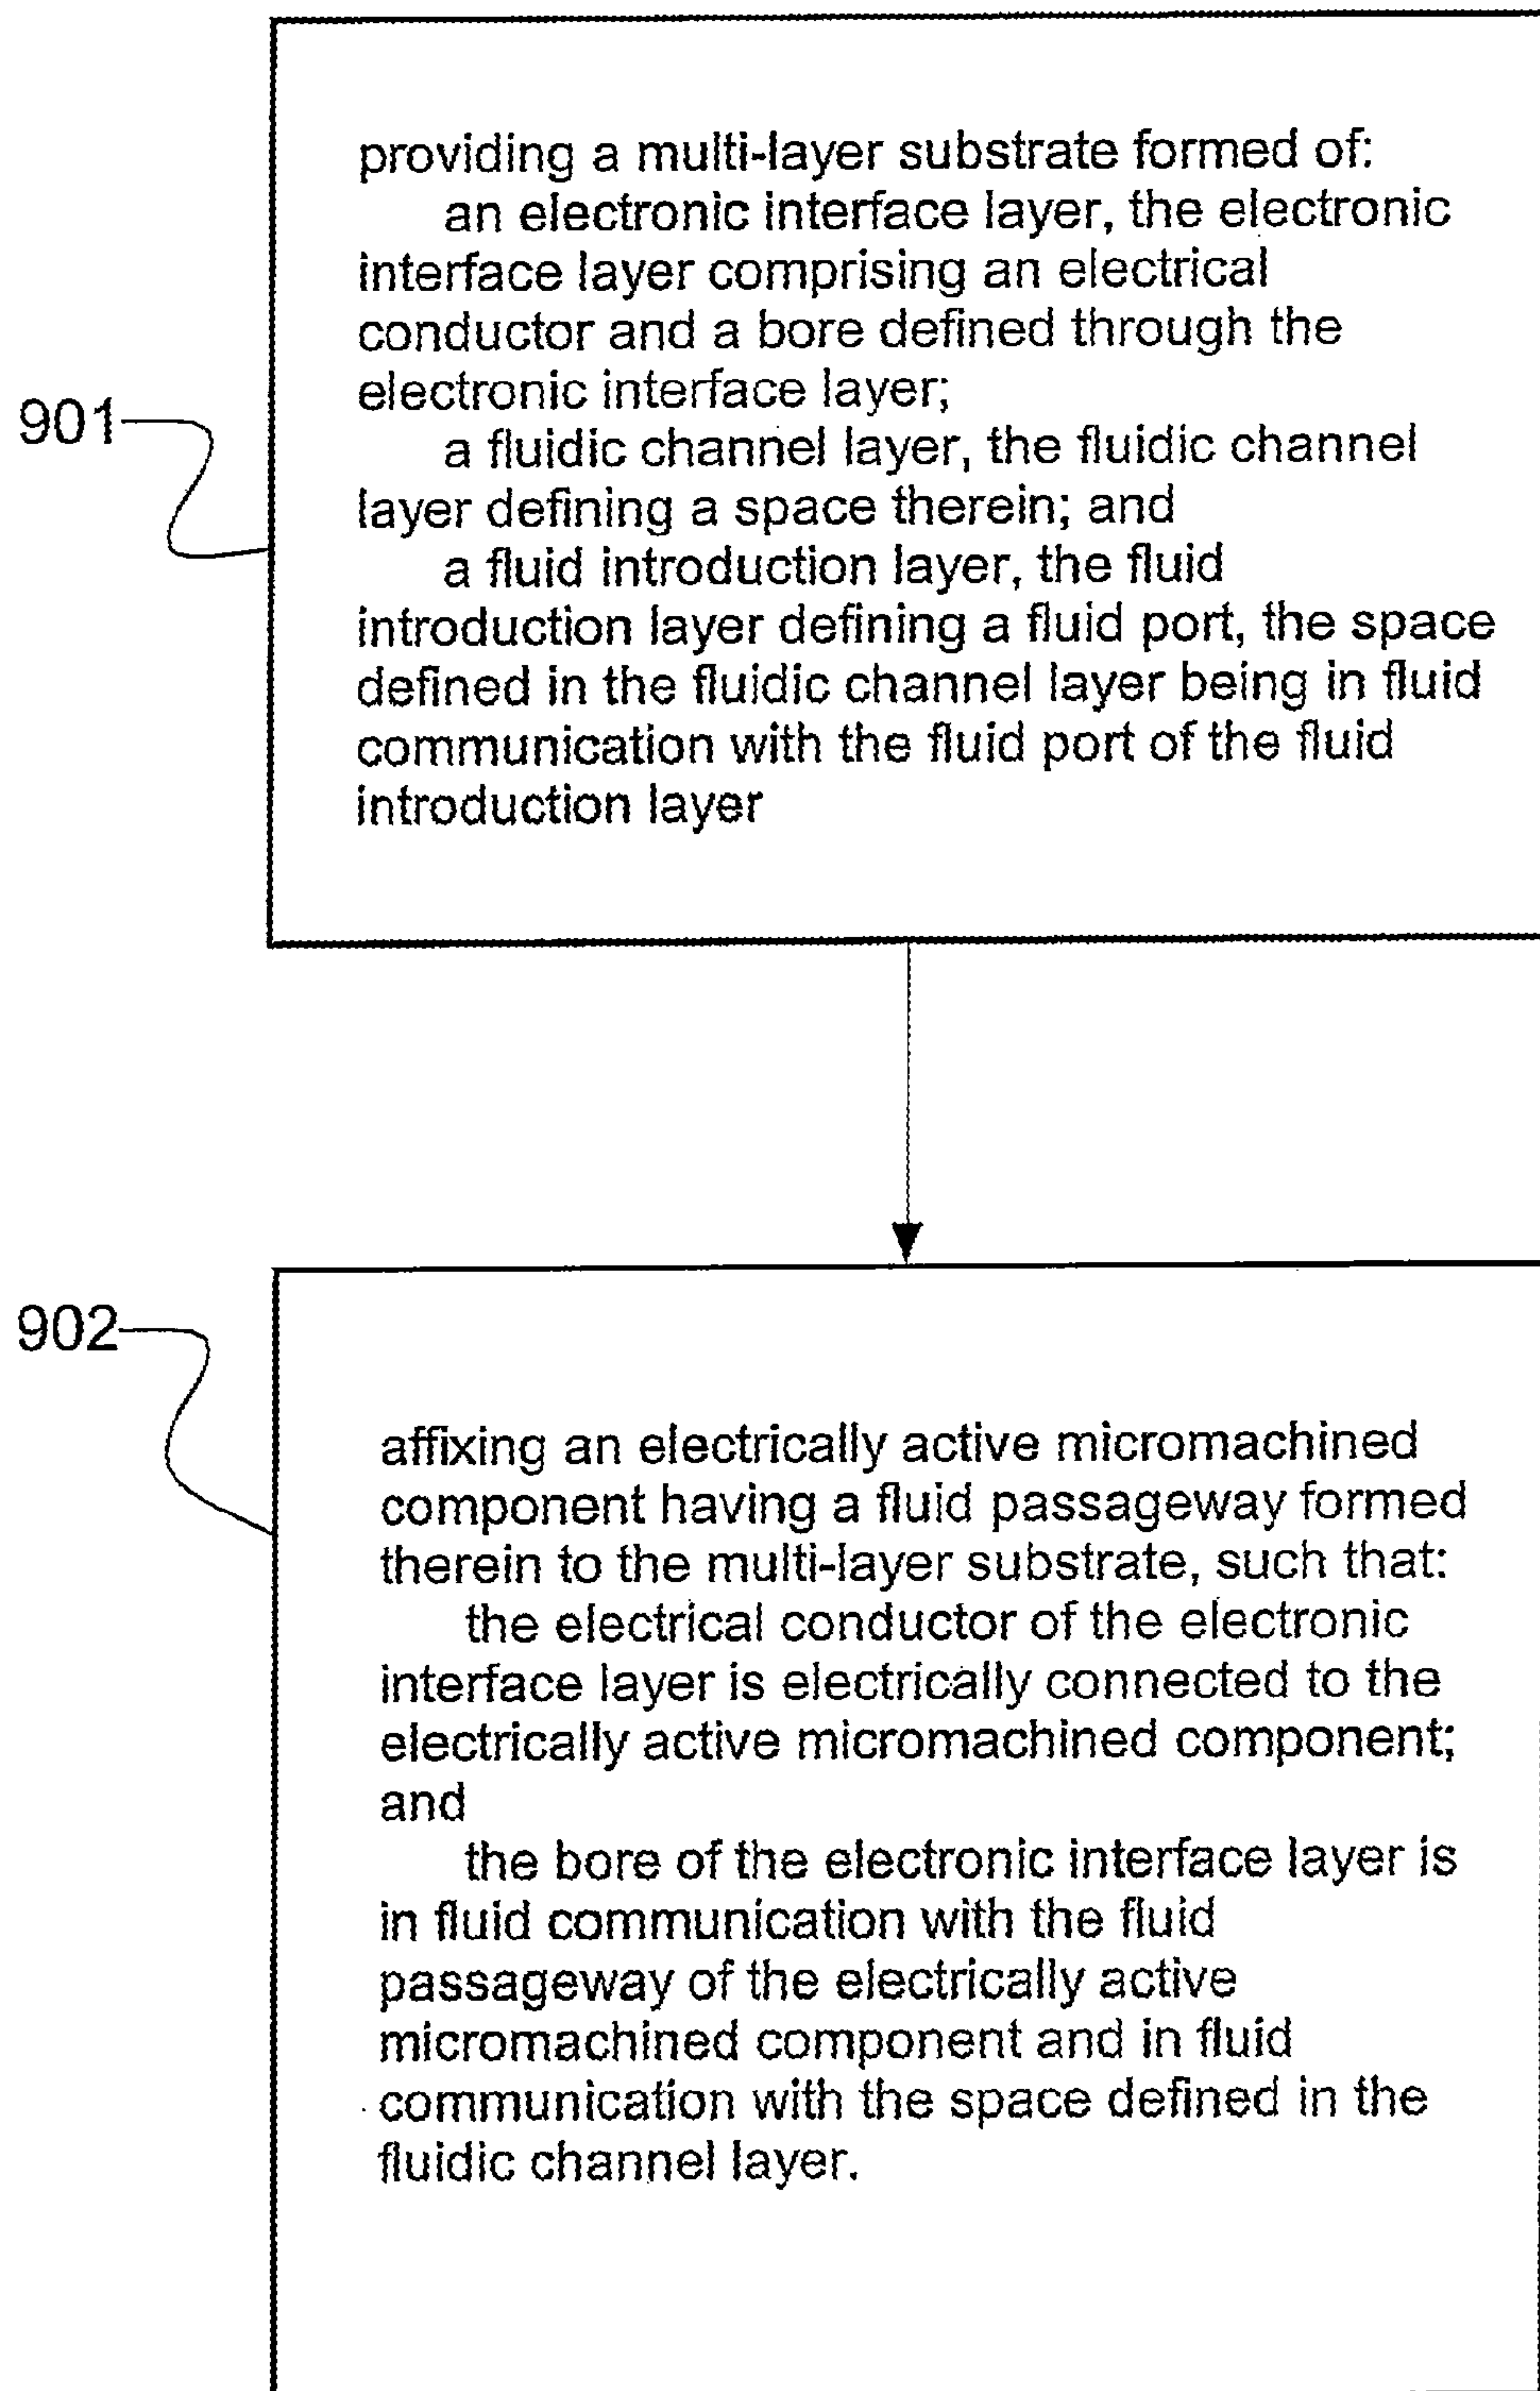 providing a multi-layer substrate formed of:
an electronic interface layer, the electronic
interface layer comprising an electrical
conductor and a bore defined through the
electronic interface layer;
901
a fluidic channel layer, the fluidic channel
layer defining a space therein; and
a fluid introduction layer, the fluid
introduction layer defining a fluid port, the space
defined in the fluidic channel layer being in fluid
communication with the fluid port of the fluid
introduction layer
902
affixing an electrically active micromachined
component having a fluid passageway formed
therein to the multi-layer substrate, such that:
the electrical conductor of the electronic
interface layer is electrically connected to the
electrically active micromachined component;
and
the bore of the electronic interface layer is
in fluid communication with the fluid
passageway of the electrically active
micromachined component and in fluid
communication with the space defined in the
fluidic channel layer.